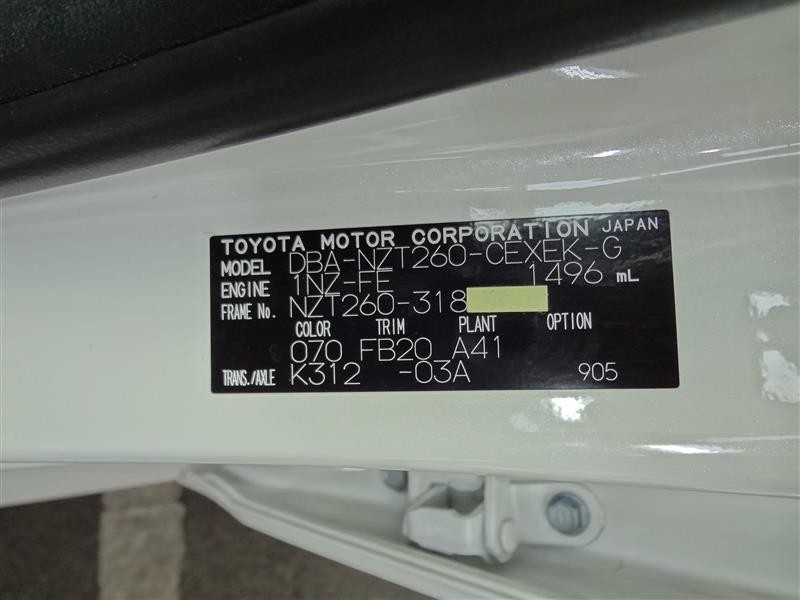 TOYOTA MOTOR CORPORATION JAPAN
MODEL DBA-NZT260-CEXEK-G
ENGINE 1NZ-FE 1496 mL
FRAME No. NZT260-318
COLOR TRIM PLANT OPTION
070 FB20 A41
TRANS./AXLE K312 -03A 905